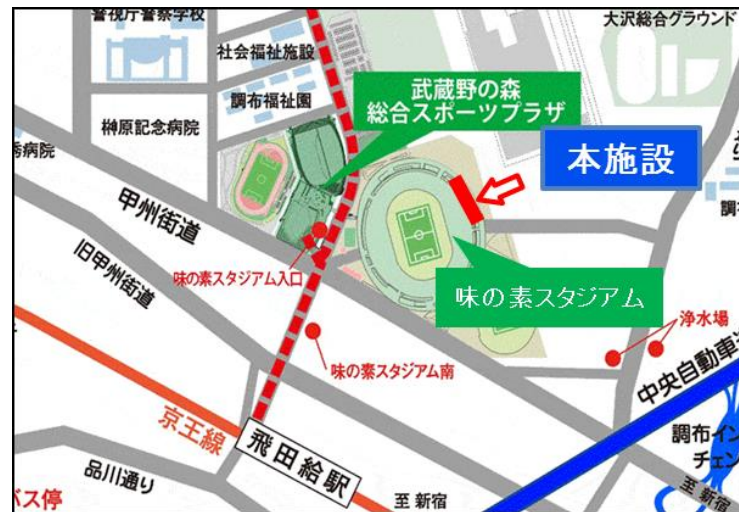 警視庁警察学校
大沢総合グラウンド
社会福祉施設
武蔵野の森
総合スポーツプラザ
調布福祉園
榊原記念病院
秀病院
本施設
調
甲州街道
旧甲州街道
味の素スタジアム入口
味の素スタジアム
浄水場
味の素スタジアム南
中央自動車道
京王線
飛田給駅
調布イン
チェン
品川通り
バス停
至 新宿
至 新宿